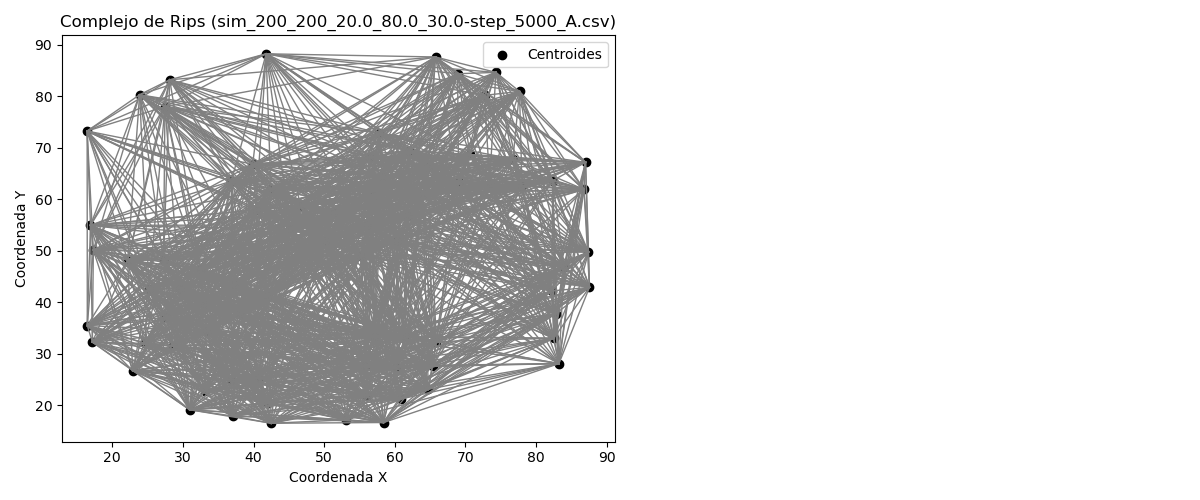 Complejo de Rips (sim_200_200_20.0_80.0_30.0-step_5000_A.csv)
Centroides
90
80
70
60
50
40
30
20
Coordenada Y
20 30 40 50 60 70 80 90
Coordenada X